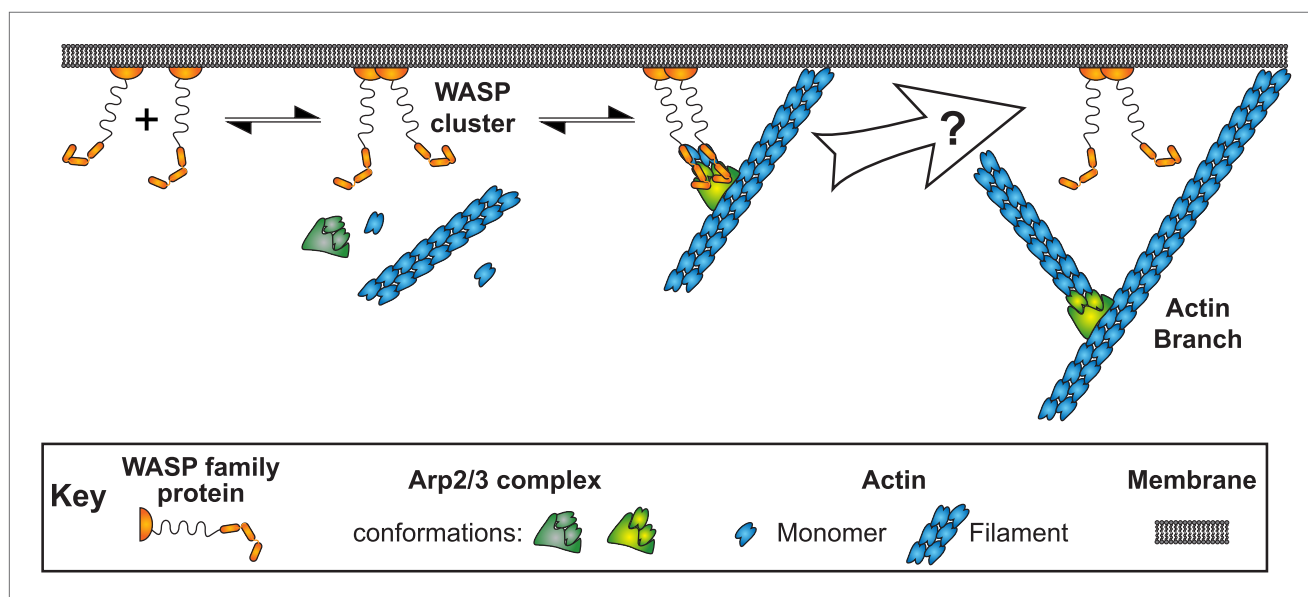 +
WASP
cluster
?
Actin
Branch
Key
WASP family
protein
Arp2/3 complex
conformations:
Actin
Monomer
Filament
Membrane